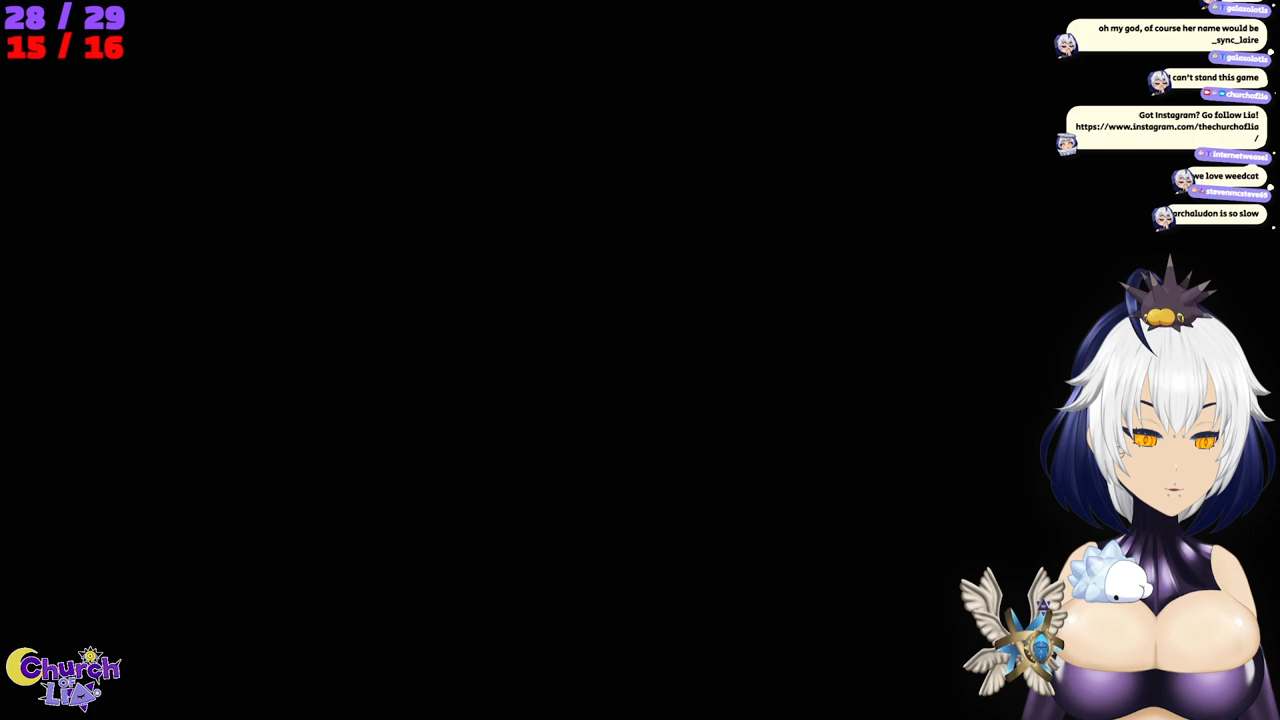 28 / 29
15 / 16
galaxolotls
oh my god, of course her name would be
_sync_laire
galaxolotls
can't stand this game
churchoflia
Got Instagram? Go follow Lia!
https://www.instagram.com/thechurchoflia
/
internetweasel
we love weedcat
stevenmcsteve69
archaludon is so slow
Church
OF
LIA